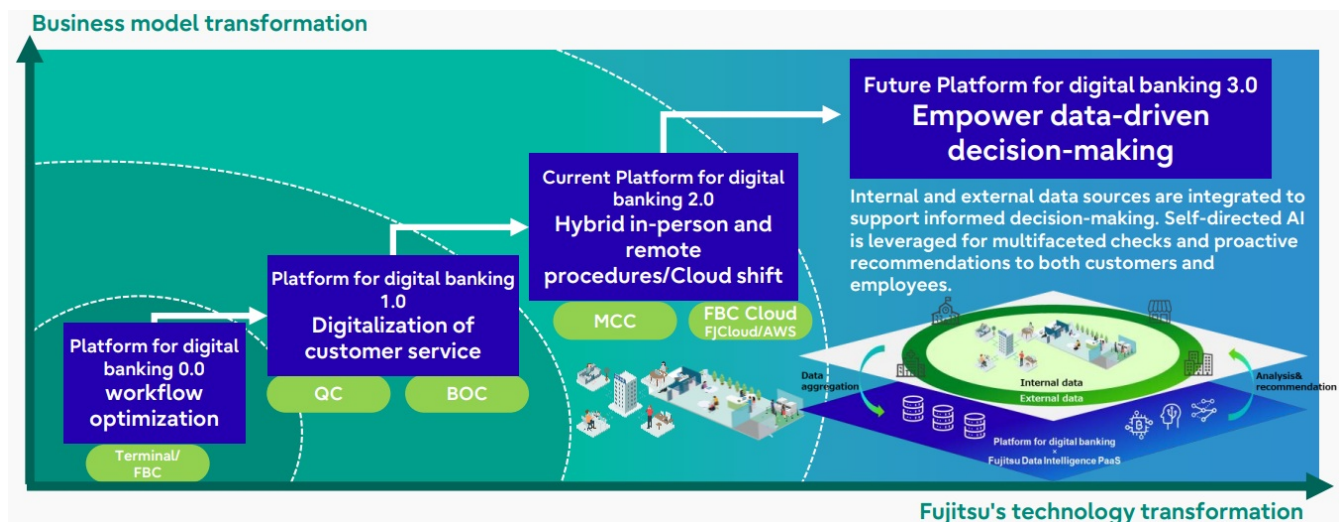 Business model transformation
Future Platform for digital banking 3.0
Empower data-driven
decision-making
Internal and external data sources are integrated to
support informed decision-making. Self-directed AI
is leveraged for multifaceted checks and proactive
recommendations to both customers and
employees.
Current Platform for digital
banking 2.0
Hybrid in-person and
remote
procedures/Cloud shift
MCC
FBC Cloud
FJCloud/AWS
Platform for digital banking
1.0
Digitalization of
customer service
QC
BOC
Platform for digital
banking 0.0
workflow
optimization
Terminal/
FBC
Data
aggregation
Internal data
External data
Analysis&
recommendation
Platform for digital banking
×
Fujitsu Data Intelligence PaaS
Fujitsu's technology transformation